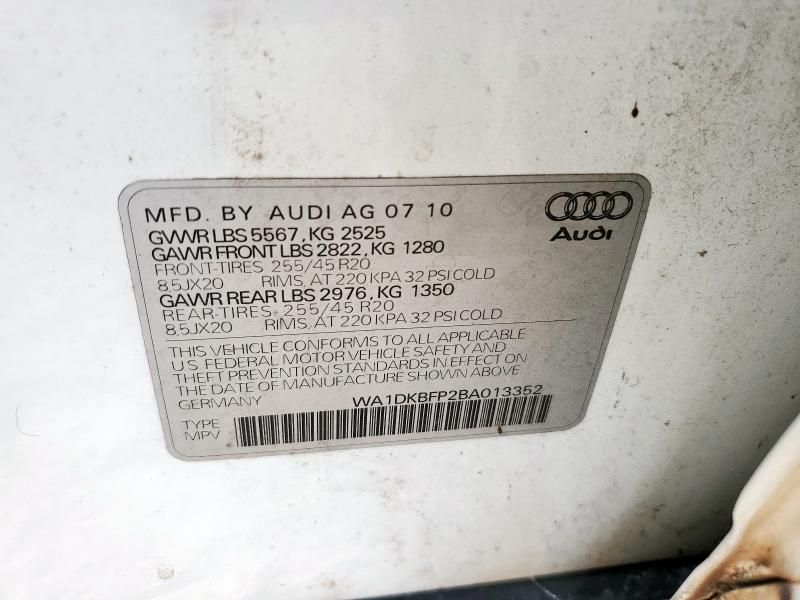 MFD. BY AUDI AG 07 10
GVWR LBS 5567, KG 2525
GAWR FRONT LBS 2822, KG 1280
FRONT-TIRES 255/45 R20
8,5JX20 RIMS, AT 220 KPA 32 PSI COLD
GAWR REAR LBS 2976, KG 1350
REAR-TIRES 255/45 R20
8,5JX20 RIMS, AT 220 KPA 32 PSI COLD
Audi
THIS VEHICLE CONFORMS TO ALL APPLICABLE
U.S. FEDERAL MOTOR VEHICLE SAFETY AND
THEFT PREVENTION STANDARDS IN EFFECT ON
THE DATE OF MANUFACTURE SHOWN ABOVE
GERMANY WA1DKBFP2BA013352
TYPE
MPV